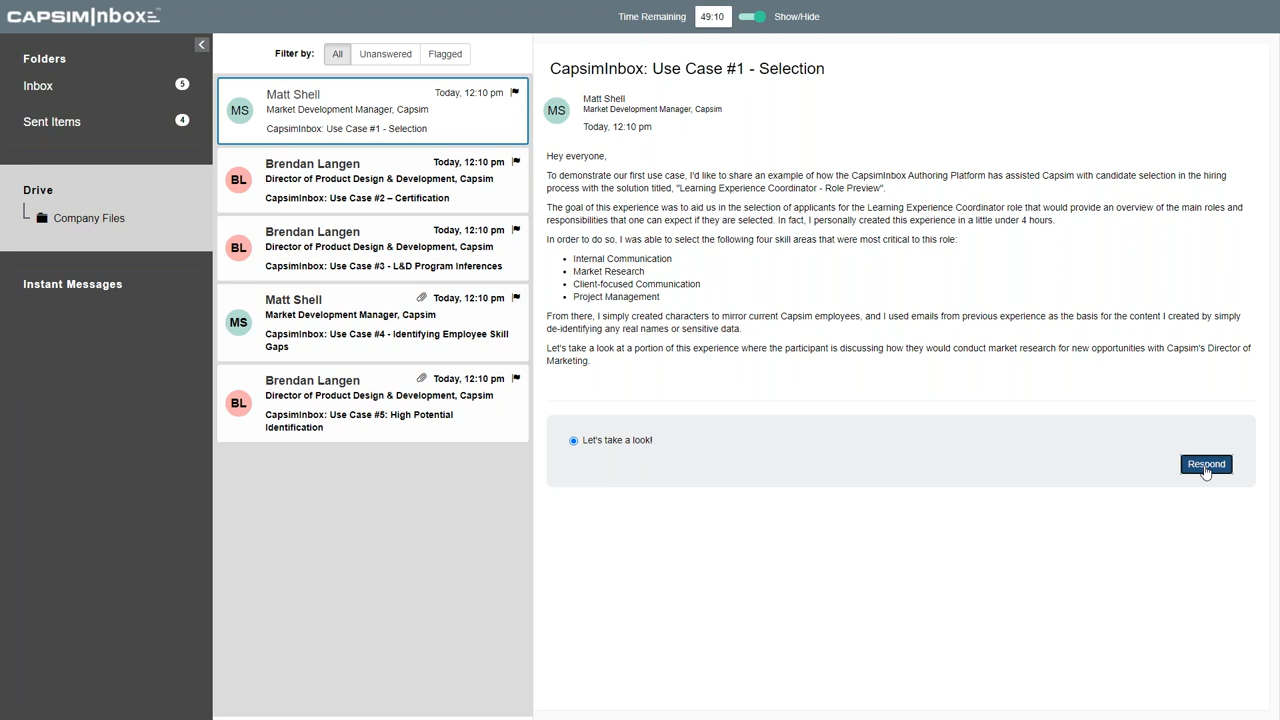 CAPSIM|nbox
Time Remaining 49:10 Show/Hide
Folders
Inbox 5
Sent Items 4
Drive
Company Files
Instant Messages
Filter by: All Unanswered Flagged
MS
Matt Shell Today, 12:10 pm
Market Development Manager, Capsim
CapsimInbox: Use Case #1 - Selection
BL
Brendan Langen Today, 12:10 pm
Director of Product Design & Development, Capsim
CapsimInbox: Use Case #2 – Certification
BL
Brendan Langen Today, 12:10 pm
Director of Product Design & Development, Capsim
CapsimInbox: Use Case #3 - L&D Program Inferences
MS
Matt Shell Today, 12:10 pm
Market Development Manager, Capsim
CapsimInbox: Use Case #4 - Identifying Employee Skill
Gaps
BL
Brendan Langen Today, 12:10 pm
Director of Product Design & Development, Capsim
CapsimInbox: Use Case #5: High Potential
Identification
CapsimInbox: Use Case #1 - Selection
MS
Matt Shell
Market Development Manager, Capsim
Today, 12:10 pm
Hey everyone,
To demonstrate our first use case, I'd like to share an example of how the CapsimInbox Authoring Platform has assisted Capsim with candidate selection in the hiring
process with the solution titled, "Learning Experience Coordinator - Role Preview".
The goal of this experience was to aid us in the selection of applicants for the Learning Experience Coordinator role that would provide an overview of the main roles and
responsibilities that one can expect if they are selected. In fact, I personally created this experience in a little under 4 hours.
In order to do so, I was able to select the following four skill areas that were most critical to this role:
• Internal Communication
• Market Research
• Client-focused Communication
• Project Management
From there, I simply created characters to mirror current Capsim employees, and I used emails from previous experience as the basis for the content I created by simply
de-identifying any real names or sensitive data.
Let's take a look at a portion of this experience where the participant is discussing how they would conduct market research for new opportunities with Capsim's Director of
Marketing.
Let's take a look!
Respond